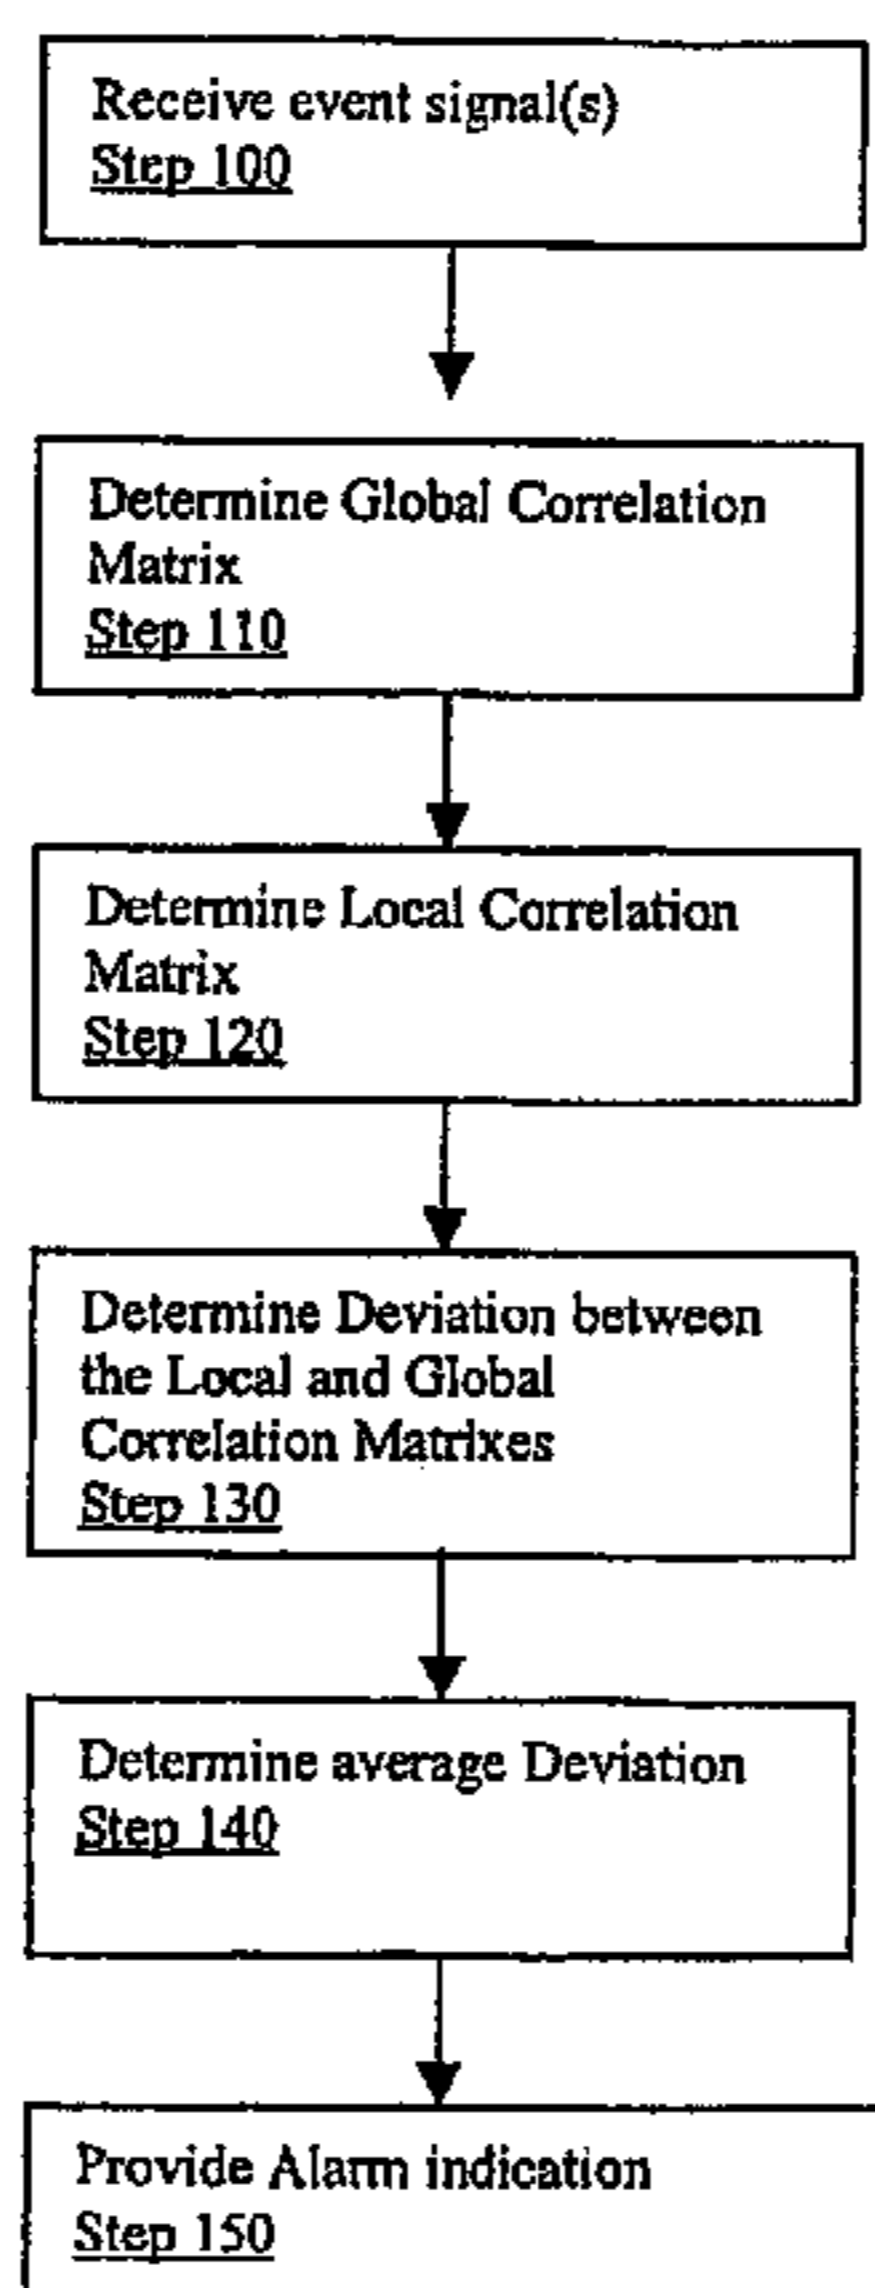 Receive event signal(s)
Step 100
Determine Global Correlation
Matrix
Step 110
Determine Local Correlation
Matrix
Step 120
Determine Deviation between
the Local and Global
Correlation Matrixes
Step 130
Determine average Deviation
Step 140
Provide Alarm indication
Step 150